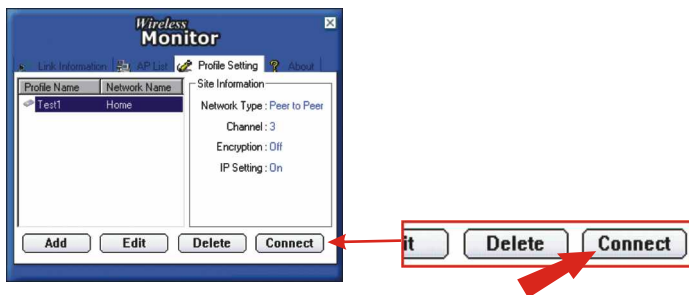 Wireless
Monitor
Link Information AP List Profile Setting About
Profile Name Network Name
Test1 Home
Site Information
Network Type : Peer to Peer
Channel : 3
Encryption : Off
IP Setting : On
Add Edit Delete Connect
it Delete Connect